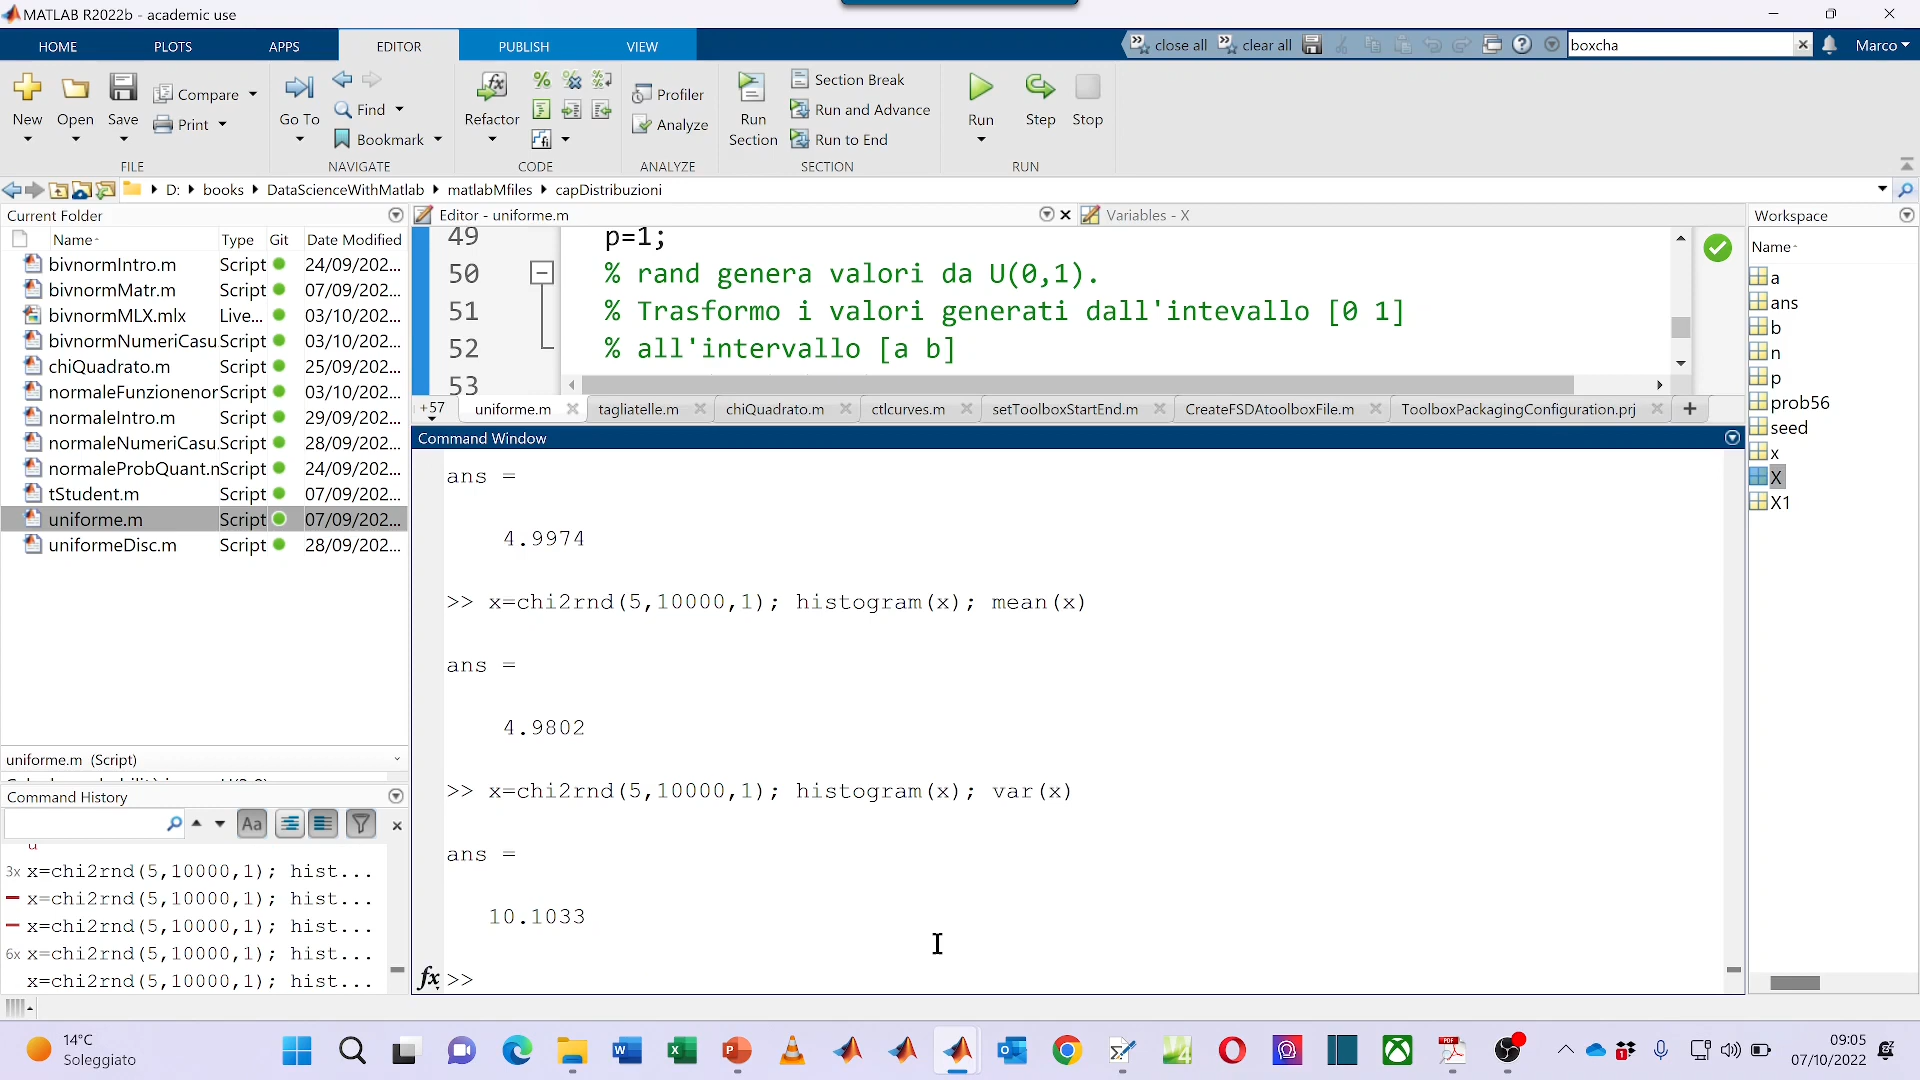 MATLAB R2022b - academic use
HOME PLOTS APPS EDITOR PUBLISH VIEW
close all clear all boxcha Marco
New Open Save Compare Print
Go To Find Bookmark
Refactor
Profiler Analyze
Run Section Section Break Run and Advance Run to End
Run Step Stop
FILE NAVIGATE CODE ANALYZE SECTION RUN
D: books DataScienceWithMatlab matlabMfiles capDistribuzioni
Current Folder
Name Type Git Date Modified
bivnormIntro.m Script 24/09/202...
bivnormMatr.m Script 07/09/202...
bivnormMLX.mlx Live... 03/10/202...
bivnormNumeriCasu Script 03/10/202...
chiQuadrato.m Script 25/09/202...
normaleFunzionenor Script 03/10/202...
normaleIntro.m Script 29/09/202...
normaleNumeriCasu. Script 28/09/202...
normaleProbQuant.m Script 24/09/202...
tStudent.m Script 07/09/202...
uniforme.m Script 07/09/202...
uniformeDisc.m Script 28/09/202...
uniforme.m (Script)
Command History
Aa
3x x=chi2rnd(5,10000,1); hist...
x=chi2rnd(5,10000,1); hist...
x=chi2rnd(5,10000,1); hist...
6x x=chi2rnd(5,10000,1); hist...
x=chi2rnd(5,10000,1); hist...
Editor - uniforme.m
Variables - X
49 p=1;
50 % rand genera valori da U(0,1).
51 % Trasformo i valori generati dall'intevallo [0 1]
52 % all'intervallo [a b]
53
+57 uniforme.m tagliatelle.m chiQuadrato.m ctlcurves.m setToolboxStartEnd.m CreateFSDAtoolboxFile.m ToolboxPackagingConfiguration.prj
Command Window
ans =
4.9974
>> x=chi2rnd(5,10000,1); histogram(x); mean(x)
ans =
4.9802
>> x=chi2rnd(5,10000,1); histogram(x); var(x)
ans =
10.1033
fx >>
Workspace
Name
a
ans
b
n
p
prob56
seed
x
X
X1
14°C
Soleggiato
09:05
07/10/2022